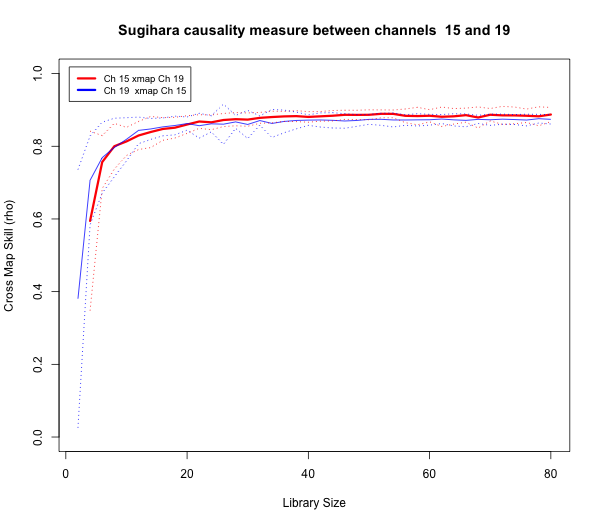 Sugihara causality measure between channels  15 and 19
Ch 15 xmap Ch 19
Ch 19  xmap Ch 15
Cross Map Skill (rho)
1.0
0.8
0.6
0.4
0.2
0.0
0 20 40 60 80
Library Size